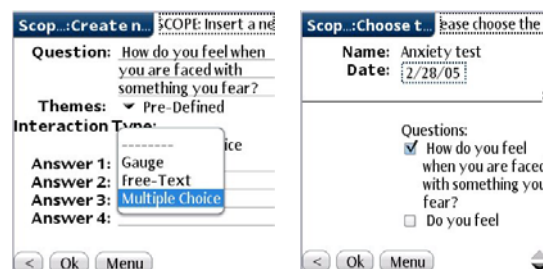 Scop...:Create n... SCOPE: Insert a ne
Question: How do you feel when
you are faced with
something you fear?
Themes: Pre-Defined
Interaction Type:
--------
ice
Gauge
Free-Text
Multiple Choice
Answer 1:
Answer 2:
Answer 3:
Answer 4:
< Ok Menu
Scop...:Choose t... ease choose the
Name: Anxiety test
Date: 2/28/05
Questions:
How do you feel
when you are faced
with something you
fear?
Do you feel
< Ok Menu